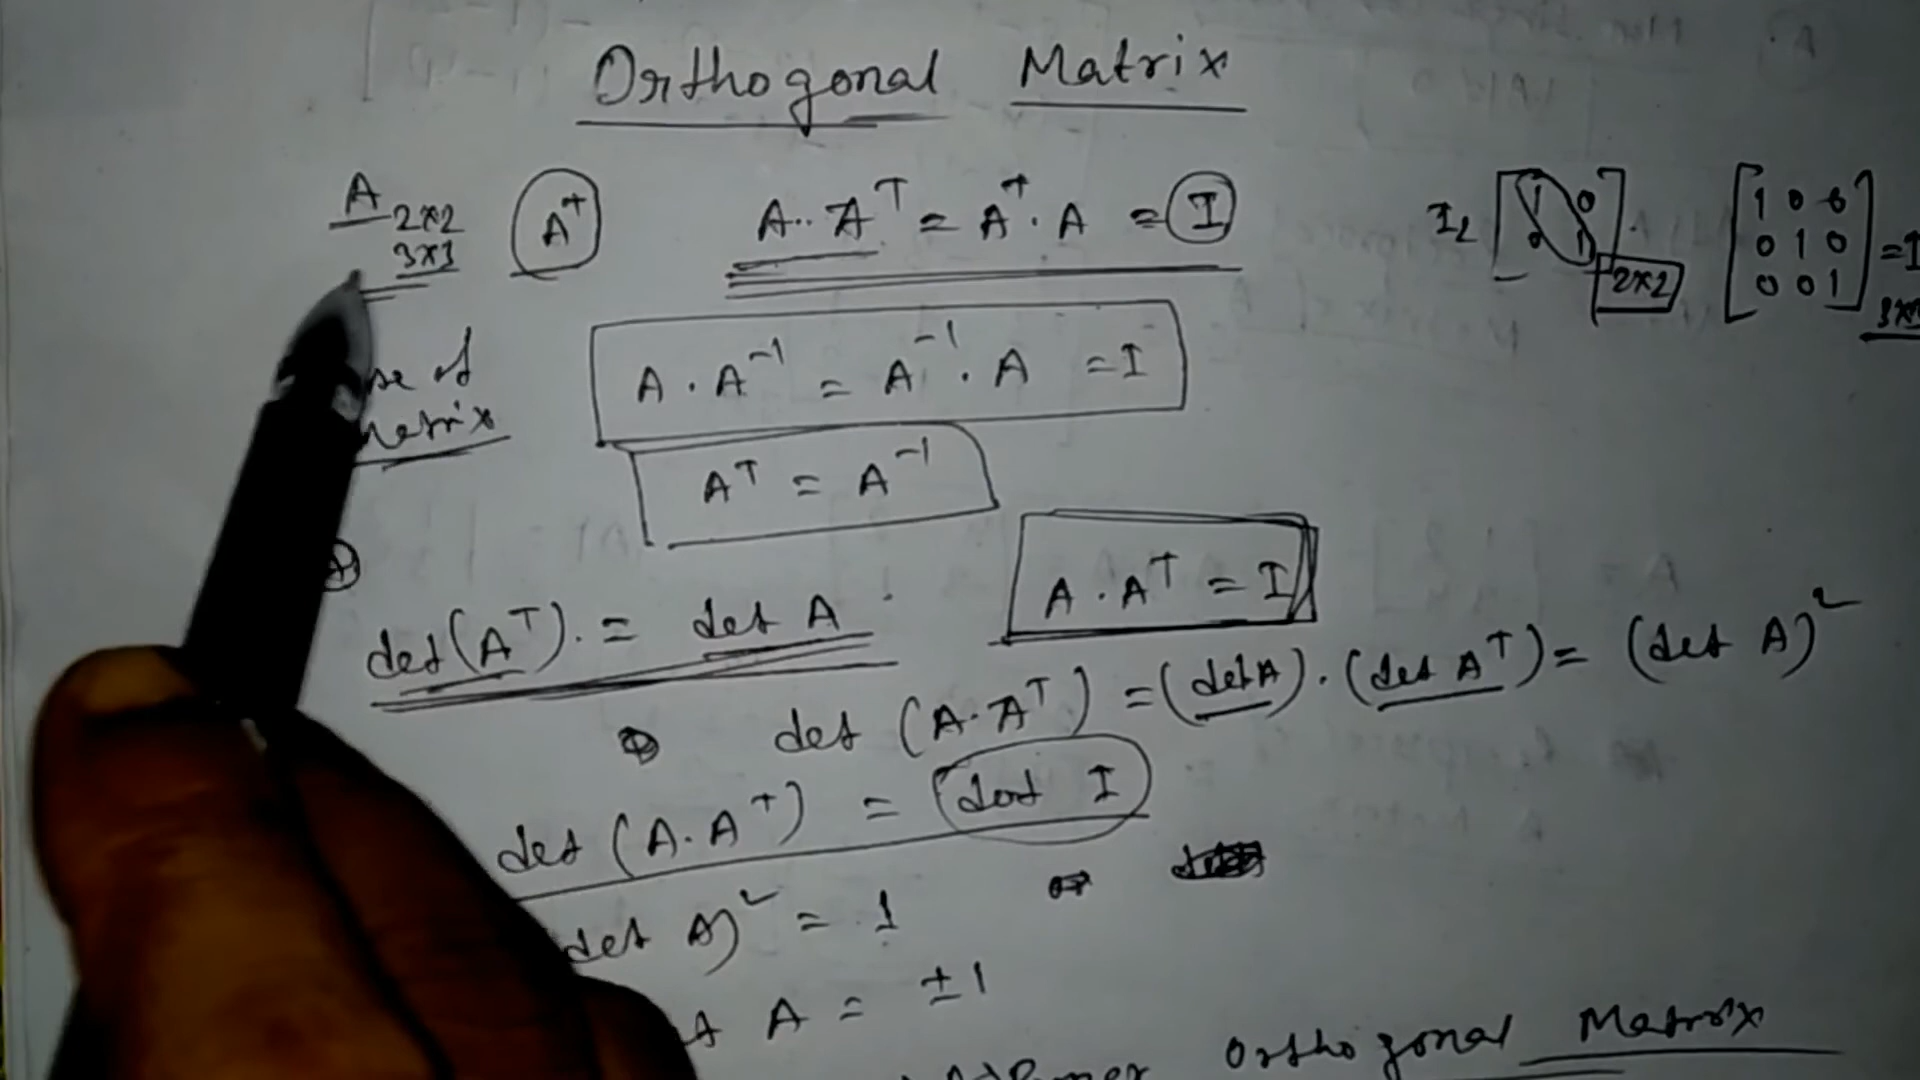 Orthogonal Matrix
A 2×2 3×3 A^T A·A^T = A^T·A = I
I2 [1 0 0 1] 2×2 [1 0 0 0 1 0 0 0 1] = I 3×3
of
A·A^-1 = A^-1·A = I
A^T = A^-1
A·A^T = I
det(A^T) = det A
det (A·A^T) = (det A)·(det A^T) = (det A)^2
det (A·A^T) = det I
det A)^2 = 1
A = ±1
Orthogonal Matrix